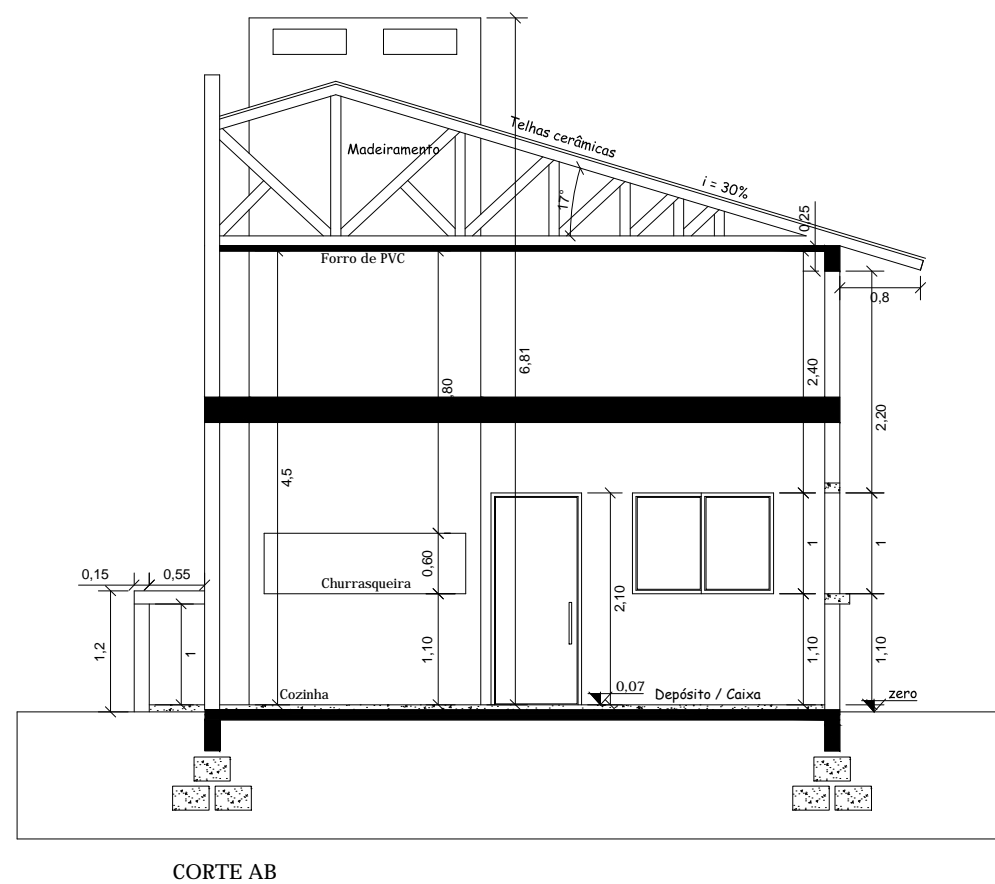 Telhas cerâmicas
Madeiramento
i = 30%
17°
0,25
Forro de PVC
0,8
6,81
2,40
,80
2,20
4,5
0,15
0,55
0,60
1
1
Churrasqueira
2,10
1,2
1
1,10
1,10
1,10
Cozinha
0,07
Depósito / Caixa
zero
CORTE AB